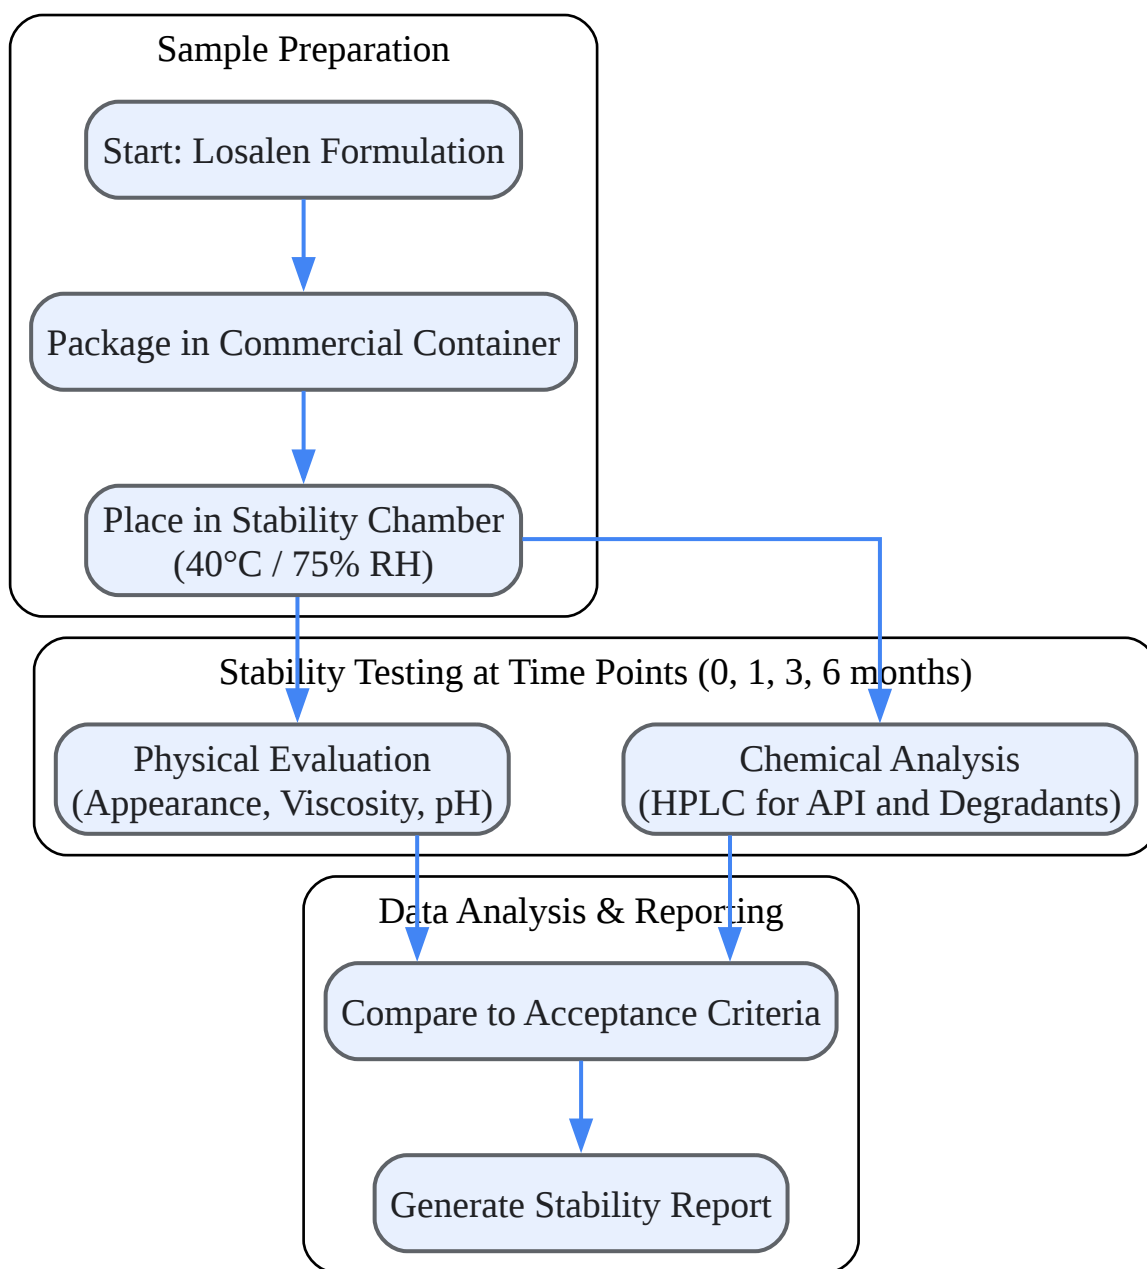 Sample Preparation
Start: Losalen Formulation
Package in Commercial Container
Place in Stability Chamber
(40°C / 75% RH)
Stability Testing at Time Points (0, 1, 3, 6 months)
Physical Evaluation
(Appearance, Viscosity, pH)
Chemical Analysis
(HPLC for API and Degradants)
Data Analysis & Reporting
Compare to Acceptance Criteria
Generate Stability Report